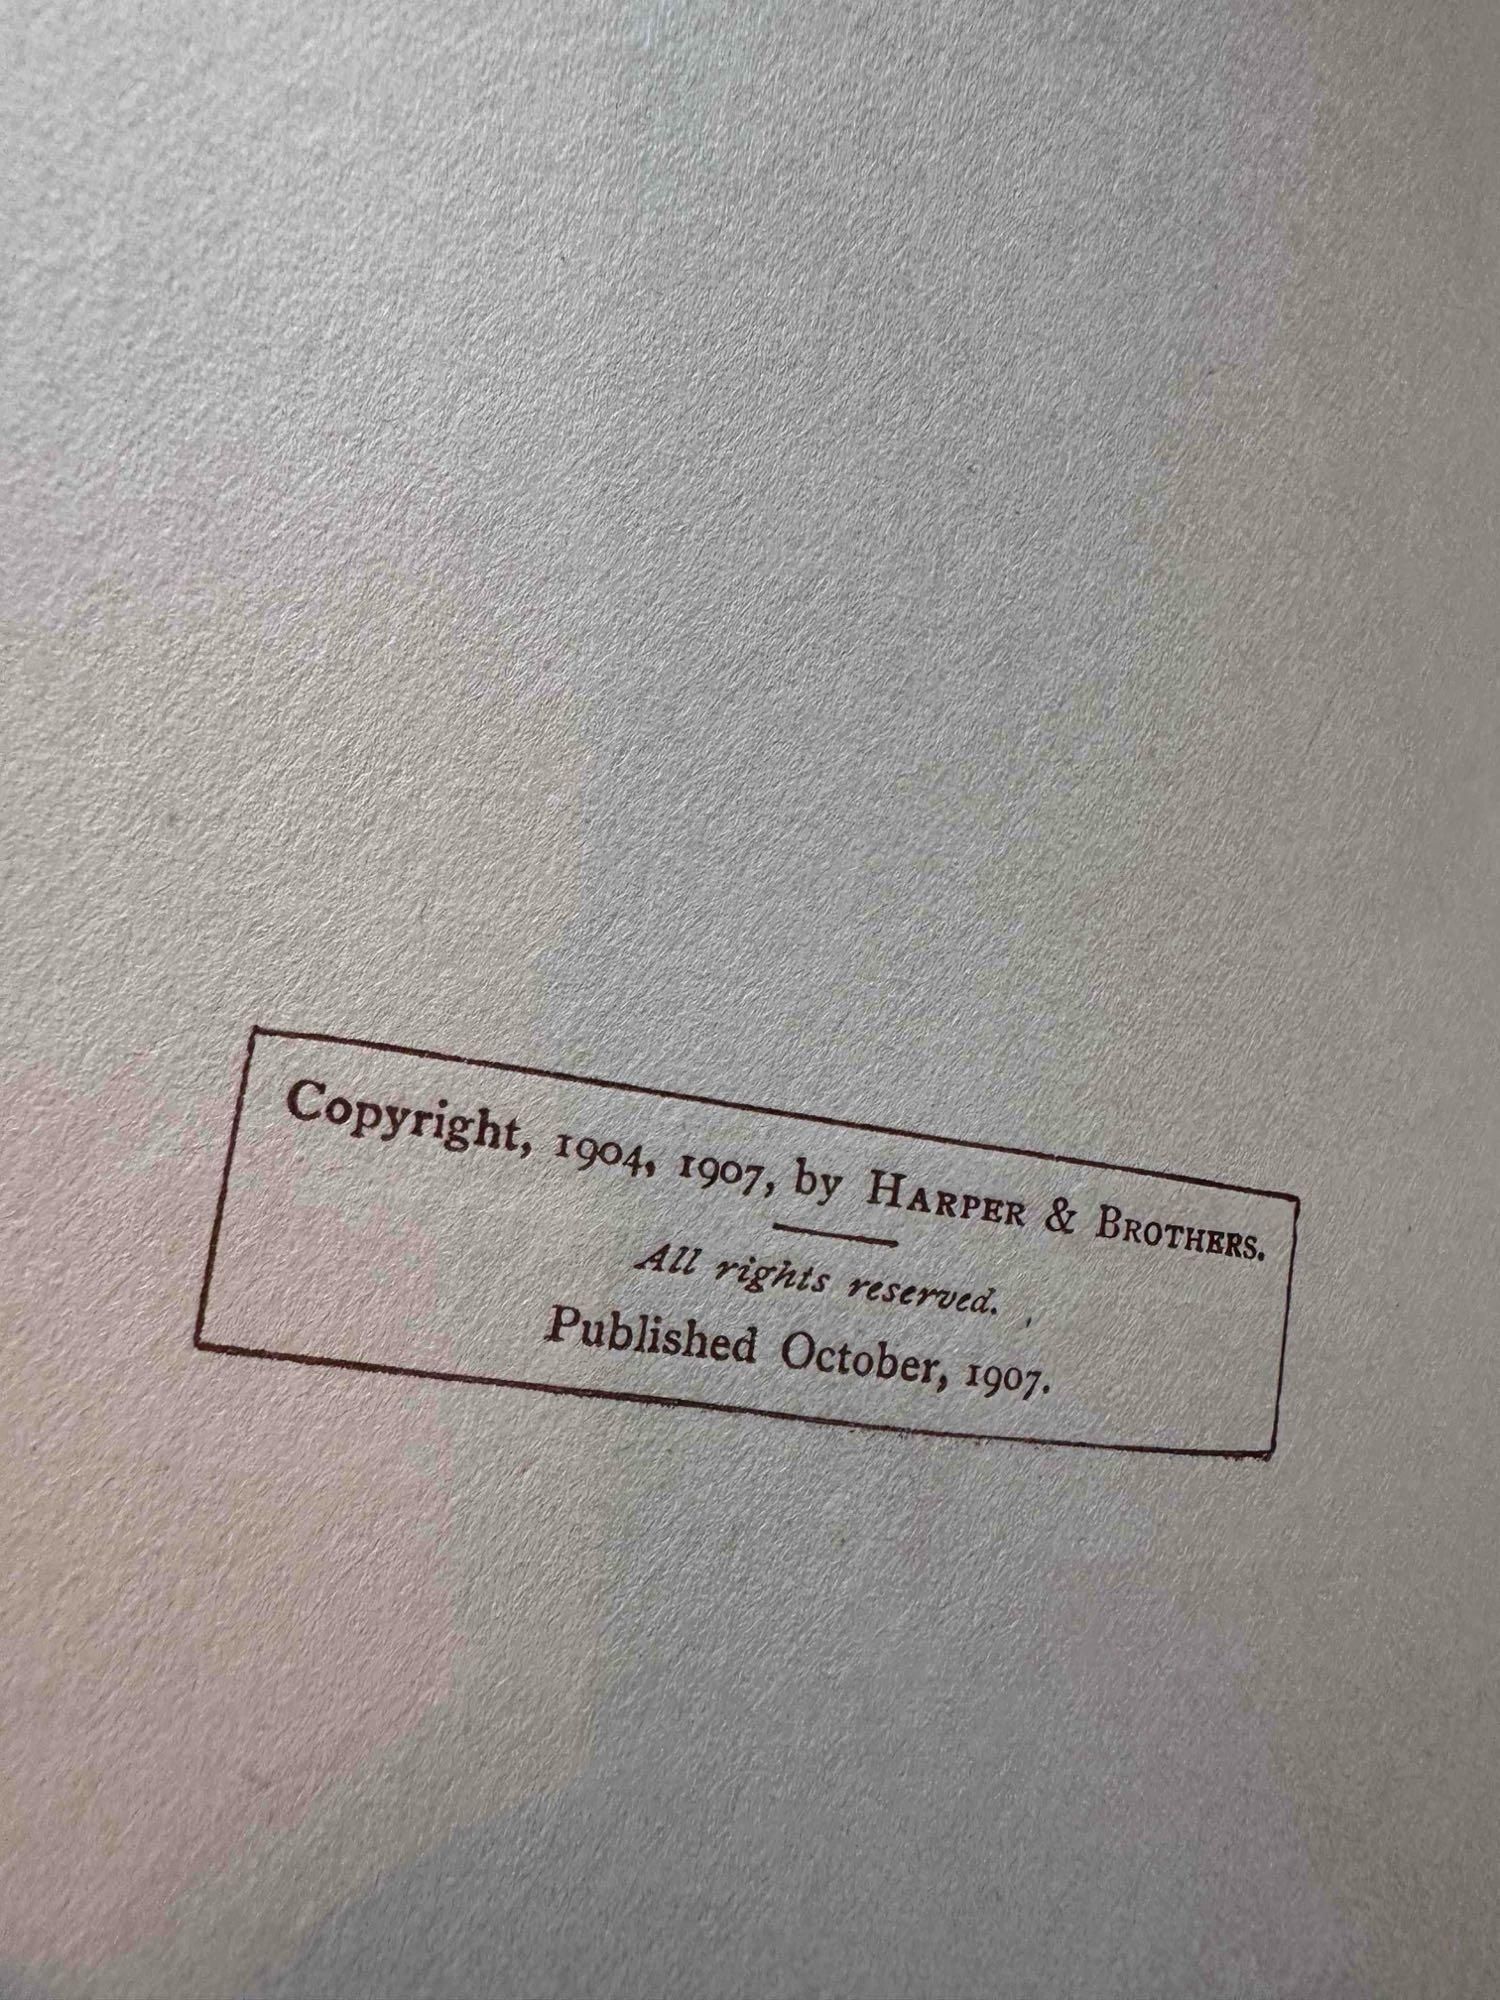 Copyright, 1904, 1907, by HARPER & BROTHERS.
All rights reserved.
Published October, 1907.